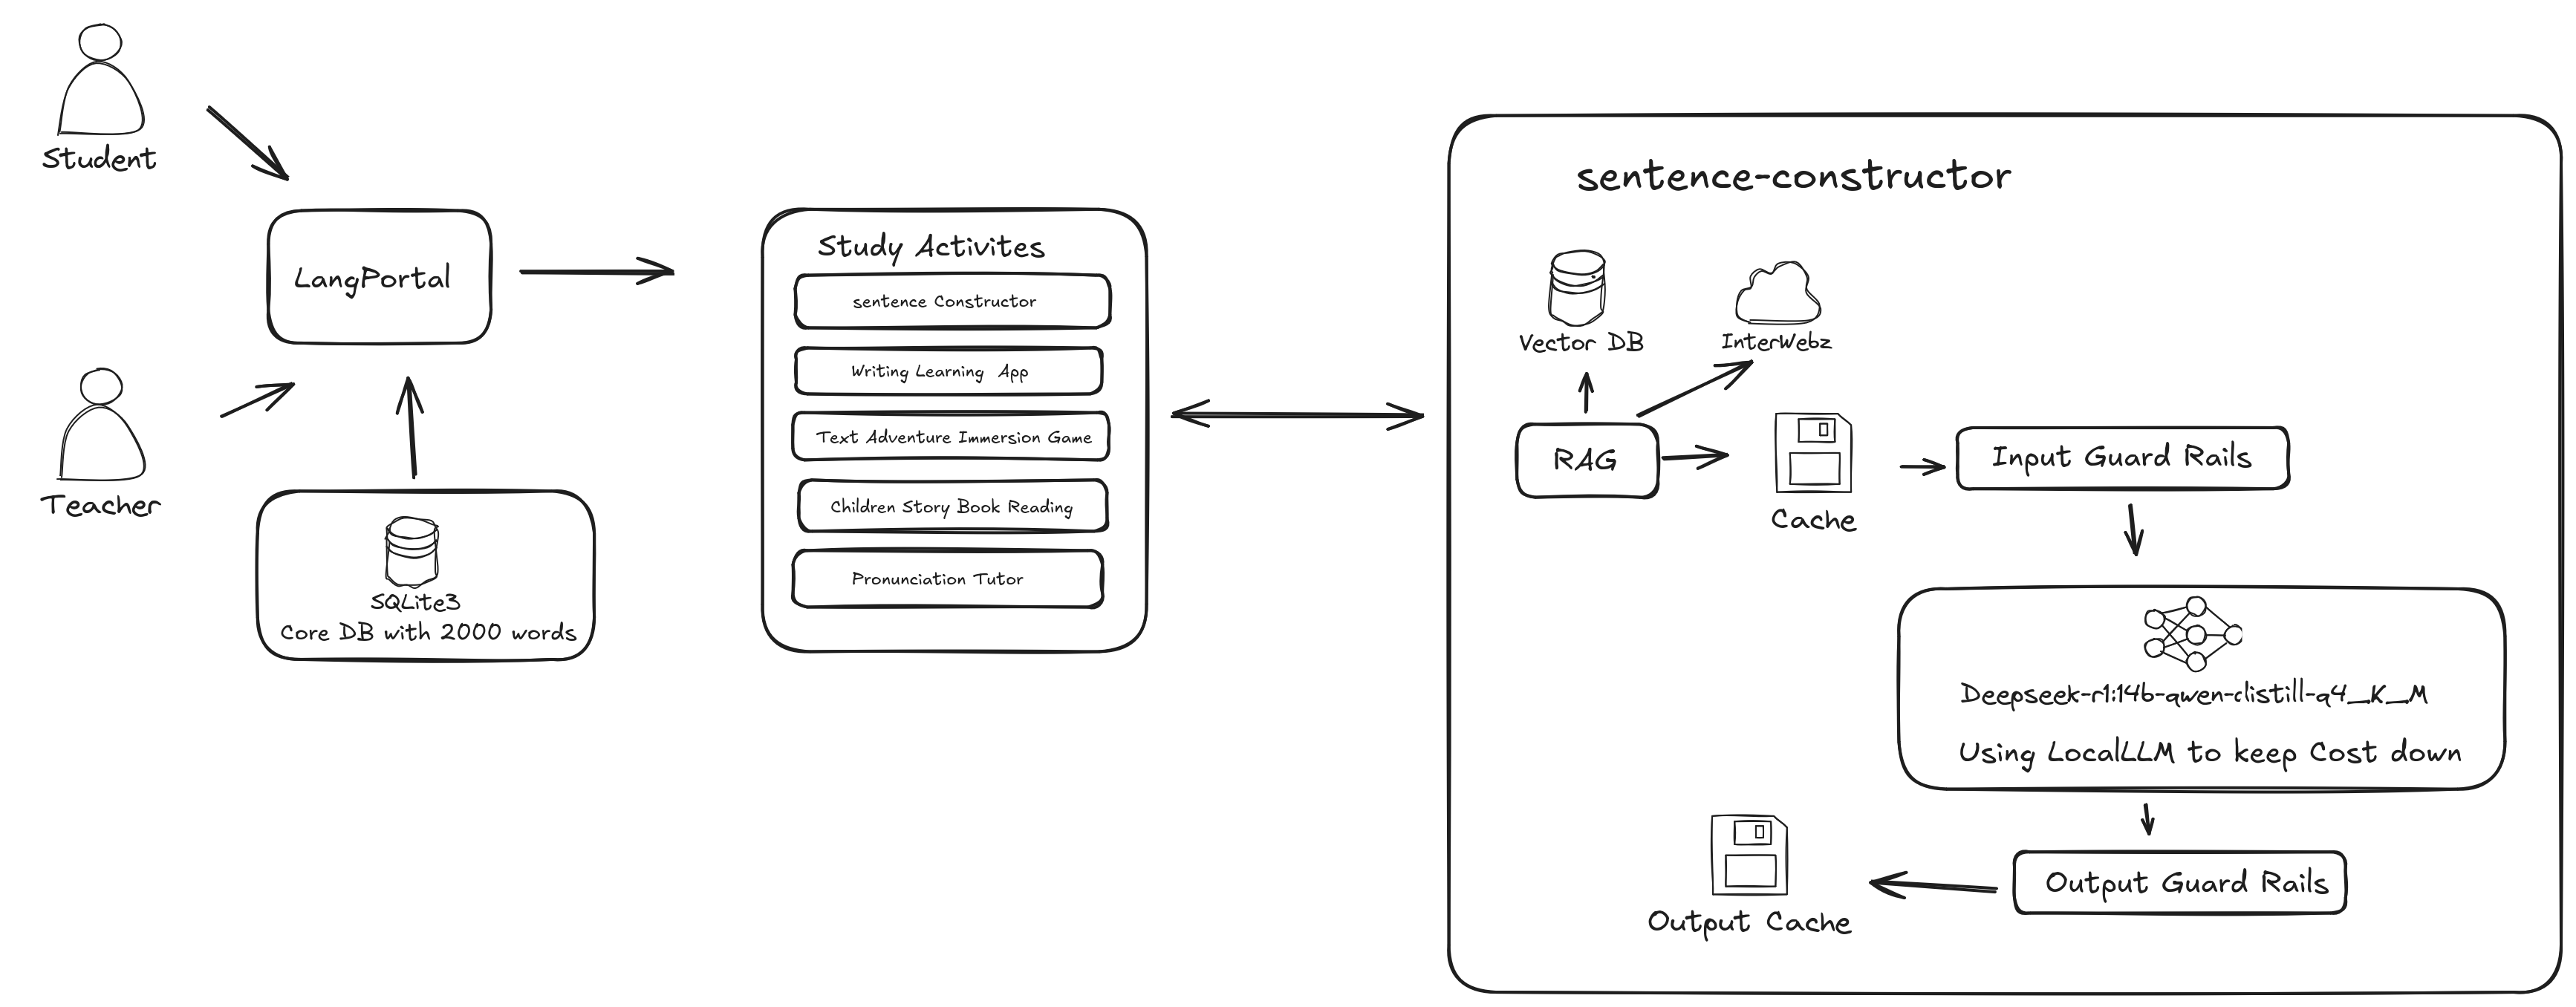 Student
LangPortal
Teacher
SQLite3
Core DB with 2000 words
Study Activites
sentence Constructor
Writing Learning App
Text Adventure Immersion Game
Children Story Book Reading
Pronunciation Tutor
sentence-constructor
Vector DB
InterWebz
RAG
Cache
Input Guard Rails
Deepseek-r1:14b-qwen-distill-q4_K_M
Using LocalLLM to keep Cost down
Output Guard Rails
Output Cache